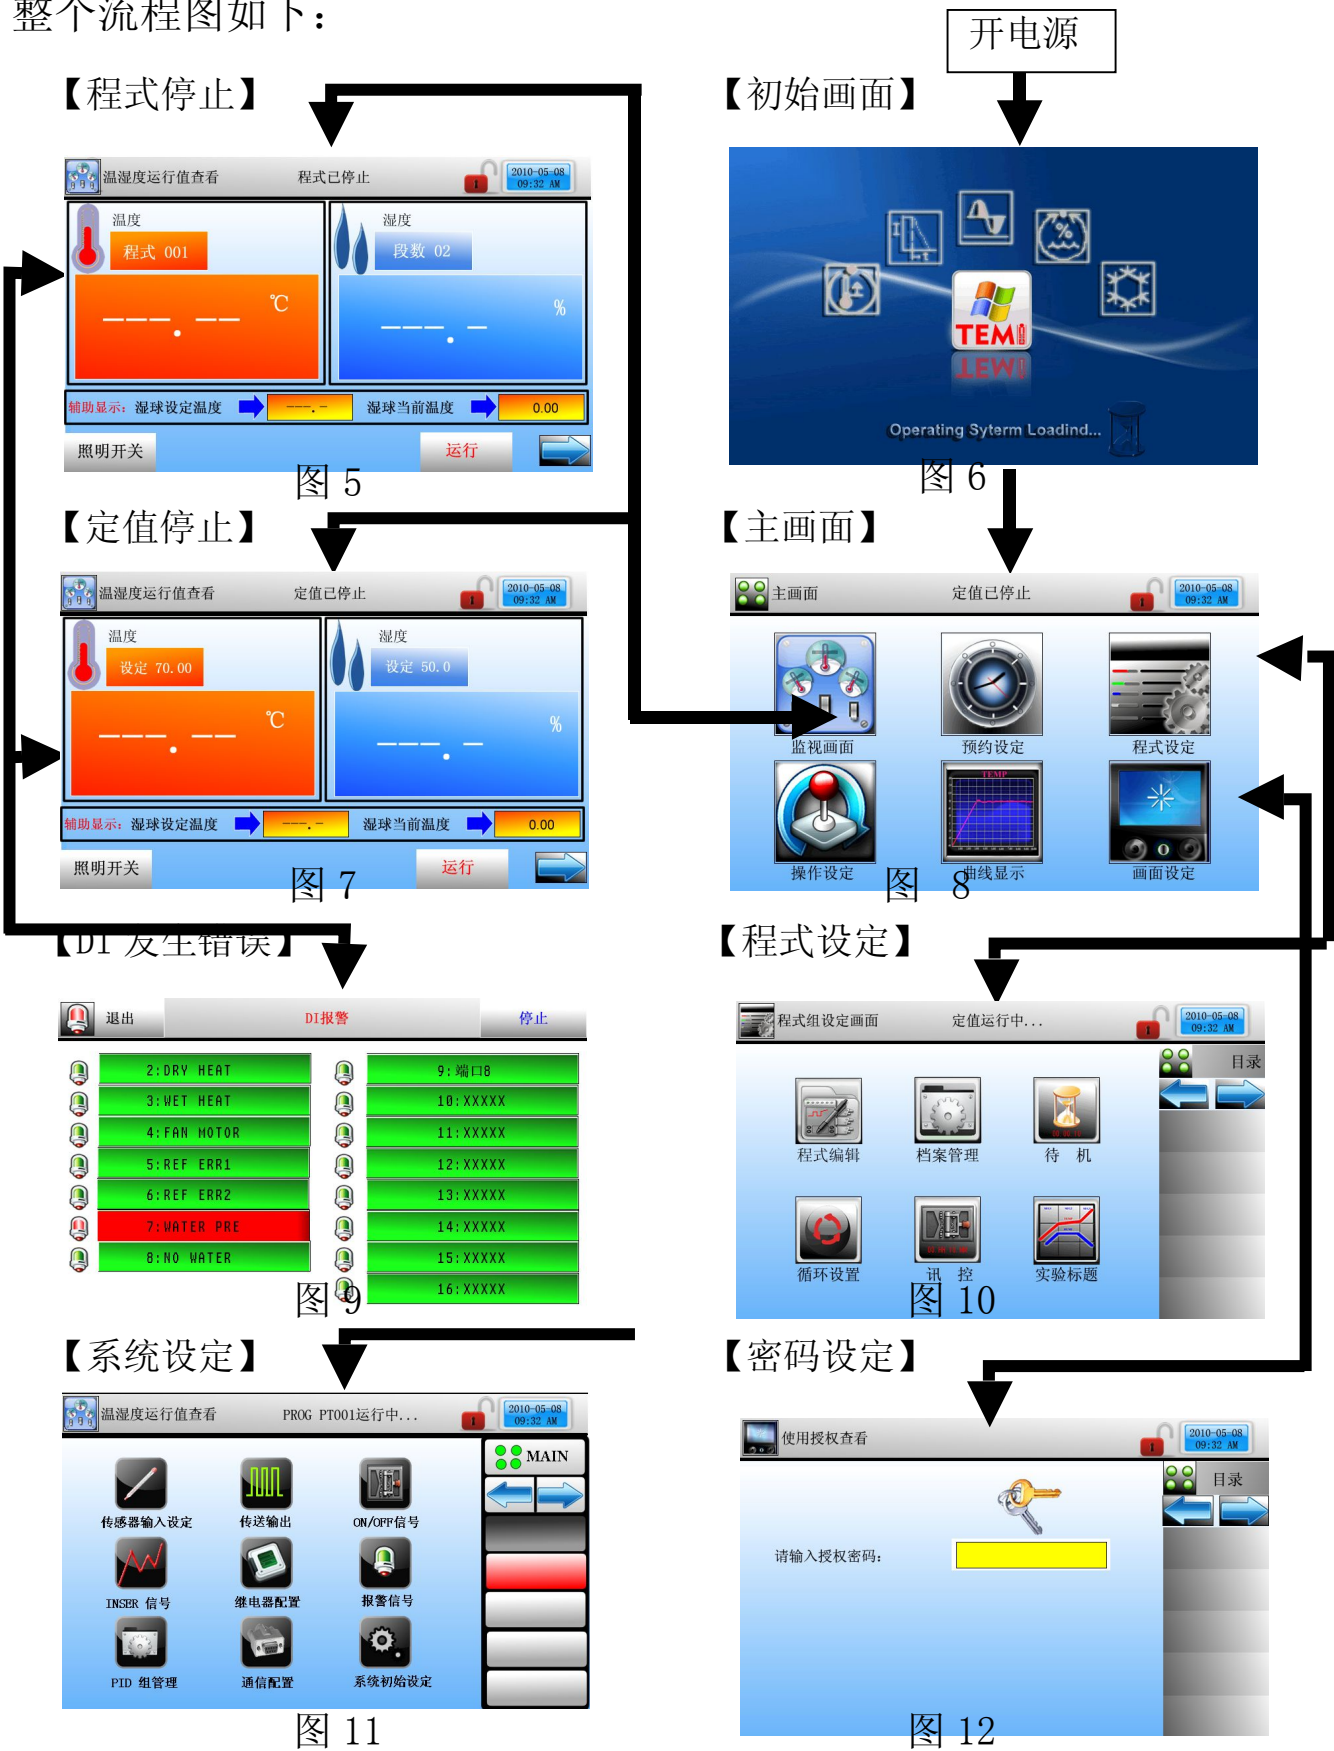 整个流程图如下：
开电源
【程式停止】
【初始画面】
温湿度运行值查看 程式已停止 2010-05-08 09:32 AM
温度
程式 001
℃
---.--
湿度
段数 02
%
---.-
辅助显示: 湿球设定温度 ---.- 湿球当前温度 0.00
照明开关 运行
图 5
TEMI
Operating Syterm Loadind...
图 6
【定值停止】
【主画面】
温湿度运行值查看 定值已停止 2010-05-08 09:32 AM
温度
设定 70.00
℃
---.--
湿度
设定 50.0
%
---.-
辅助显示: 湿球设定温度 ---.- 湿球当前温度 0.00
照明开关 运行
图 7
主画面 定值已停止 2010-05-08 09:32 AM
监视画面 预约设定 程式设定
TEMP
操作设定 曲线显示 画面设定
图 8
【DI 发生错误】
【程式设定】
退出 DI报警 停止
2:DRY HEAT 9:端口8
3:WET HEAT 10:XXXXX
4:FAN MOTOR 11:XXXXX
5:REF ERR1 12:XXXXX
6:REF ERR2 13:XXXXX
7:WATER PRE 14:XXXXX
8:NO WATER 15:XXXXX
16:XXXXX
图 9
程式组设定画面 定值运行中... 2010-05-08 09:32 AM
目录
程式编辑 档案管理 待 机
循环设置 讯 控 实验标题
图 10
【系统设定】
【密码设定】
温湿度运行值查看 PROG PT001运行中... 2010-05-08 09:32 AM
MAIN
传感器输入设定 传送输出 ON/OFF信号
INSER 信号 继电器配置 报警信号
PID 组管理 通信配置 系统初始设定
图 11
使用授权查看 2010-05-08 09:32 AM
目录
请输入授权密码:
图 12